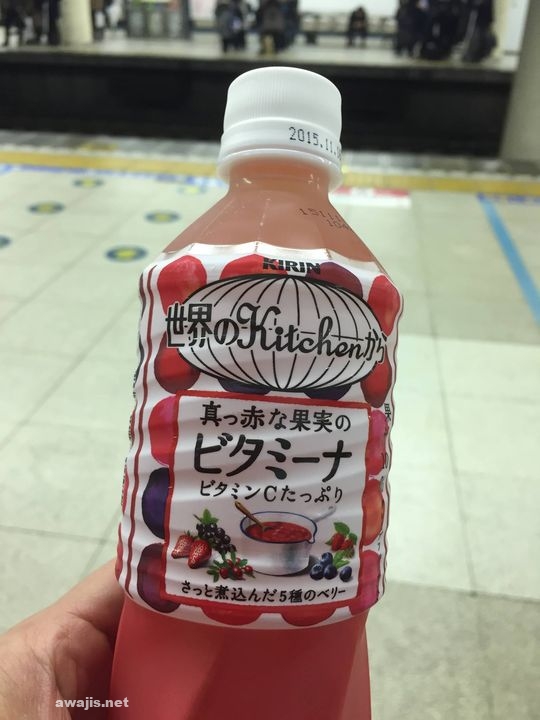 2015.11.
151112
KIRIN
世界のKitchenから
真っ赤な果実の
ビタミーナ
ビタミンCたっぷり
さっと煮込んだ5種のベリー
awajis.net